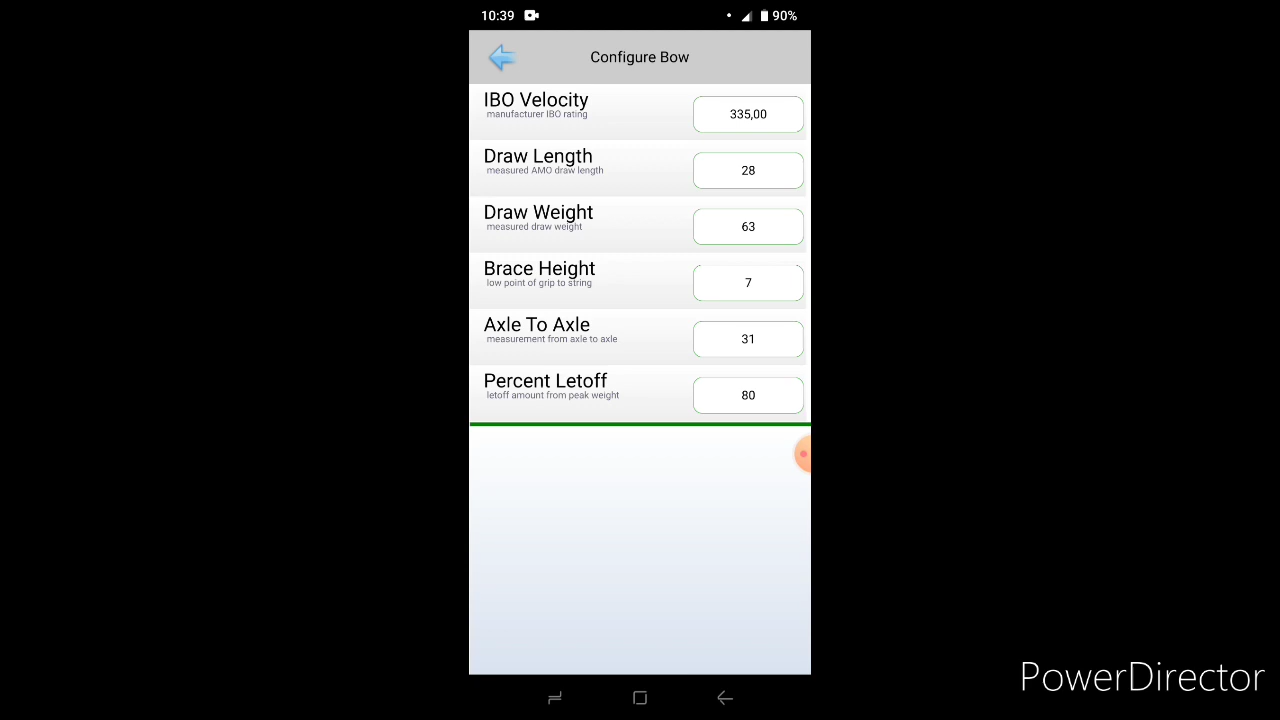 10:39 90%
Configure Bow
IBO Velocity
manufacturer IBO rating
335,00
Draw Length
measured AMO draw length
28
Draw Weight
measured draw weight
63
Brace Height
low point of grip to string
7
Axle To Axle
measurement from axle to axle
31
Percent Letoff
letoff amount from peak weight
80
PowerDirector